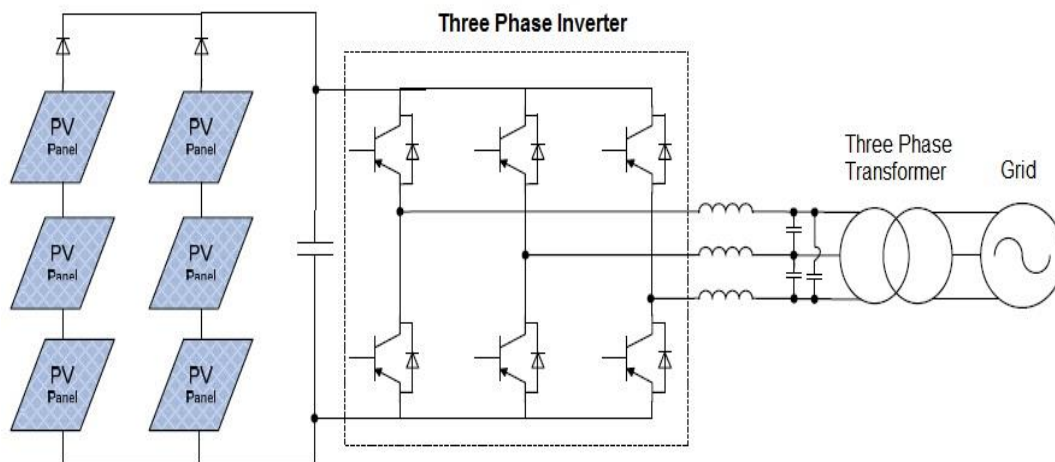 Three Phase Inverter
PV
Panel
PV
Panel
PV
Panel
PV
Panel
PV
Panel
PV
Panel
Three Phase
Transformer
Grid